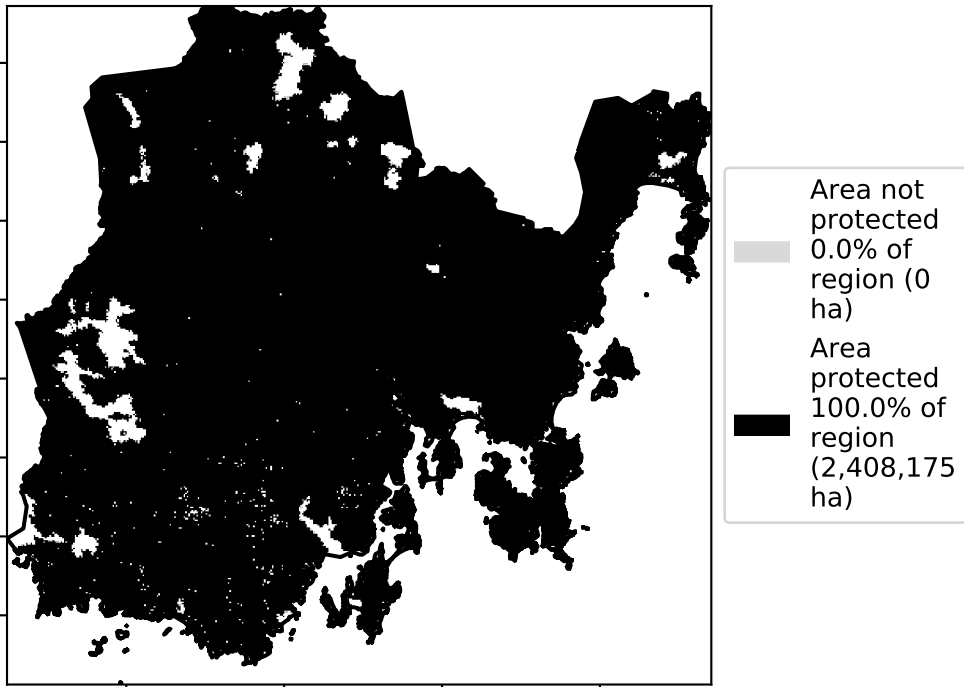 Area not
protected
0.0% of
region (0
ha)
Area
protected
100.0% of
region
(2,408,175
ha)